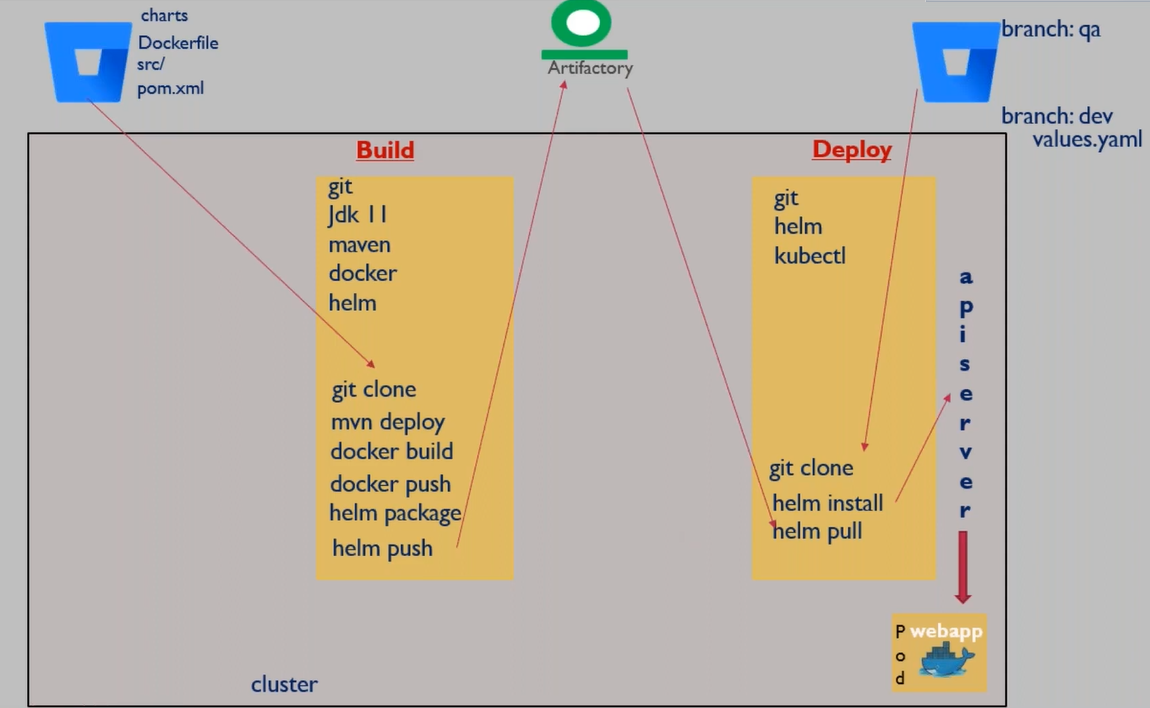 charts
Dockerfile
src/
pom.xml
Artifactory
branch: qa
branch: dev
values.yaml
Build
git
Jdk 11
maven
docker
helm
git clone
mvn deploy
docker build
docker push
helm package
helm push
Deploy
git
helm
kubectl
git clone
helm install
helm pull
apiserver
Pod
webapp
cluster